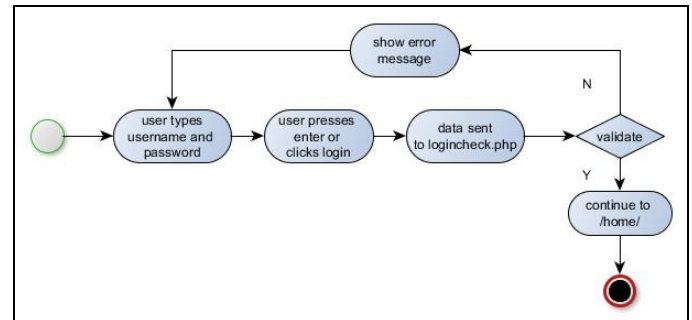 show error
message
N
user types
username and
password
user presses
enter or
clicks login
data sent
to logincheck.php
validate
Y
continue to
/home/